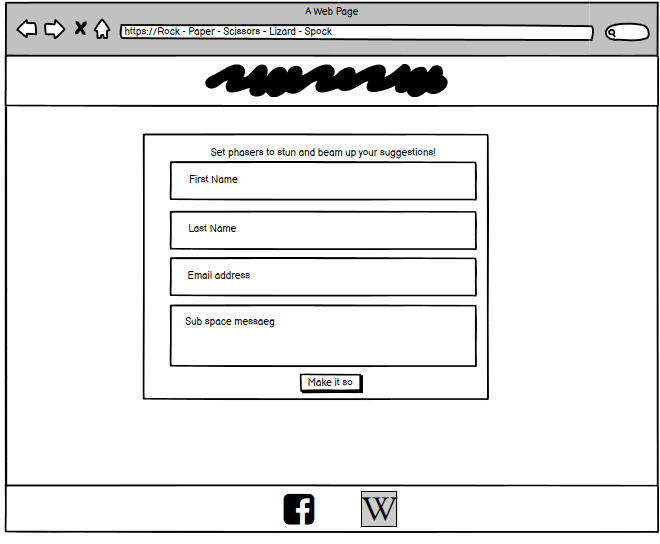 A Web Page
https://Rock - Paper - Scissors - Lizard - Spock
Set phasers to stun and beam up your suggestions!
First Name
Last Name
Email address
Sub space messaeg
Make it so
f W